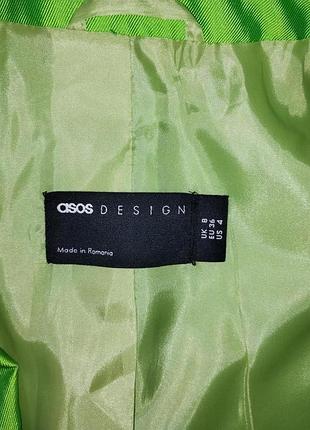 asos DESIGN
Made in Romania
UK 8
EU 36
US 4